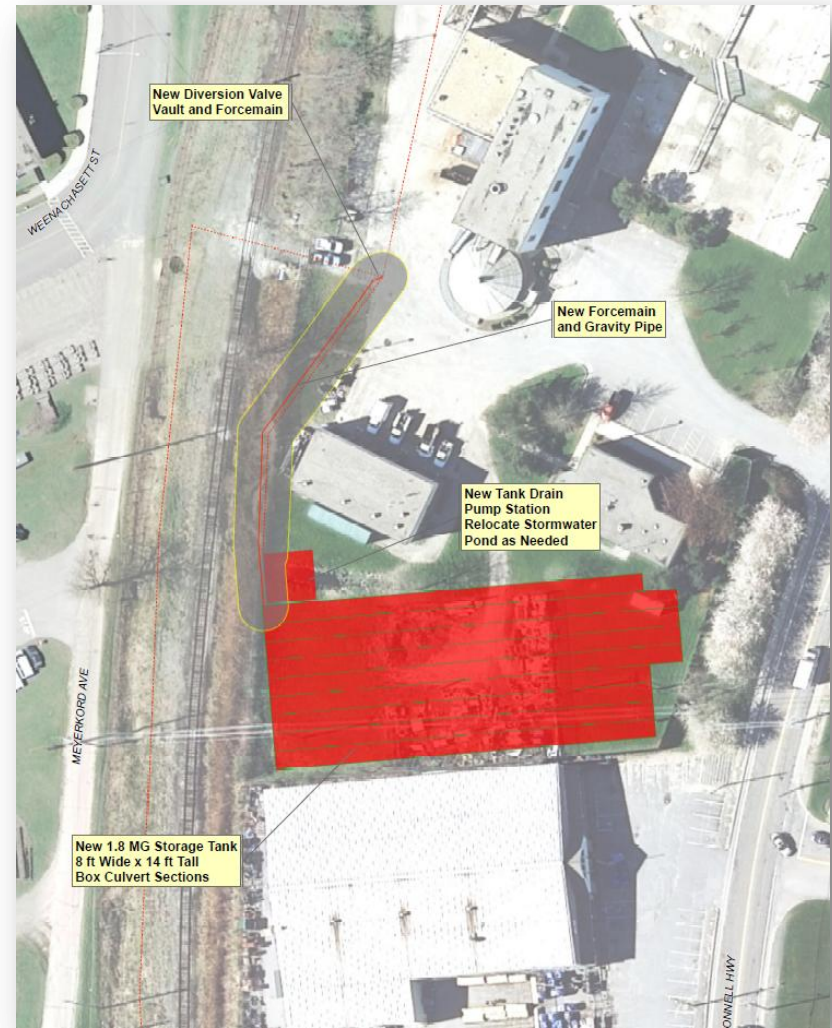 New Diversion Valve
Vault and Forcemain
WEENACHASETT ST
New Forcemain
and Gravity Pipe
New Tank Drain
Pump Station
Relocate Stormwater
Pond as Needed
MEYERKORD AVE
New 1.8 MG Storage Tank
8 ft Wide x 14 ft Tall
Box Culvert Sections
ONNELL HWY